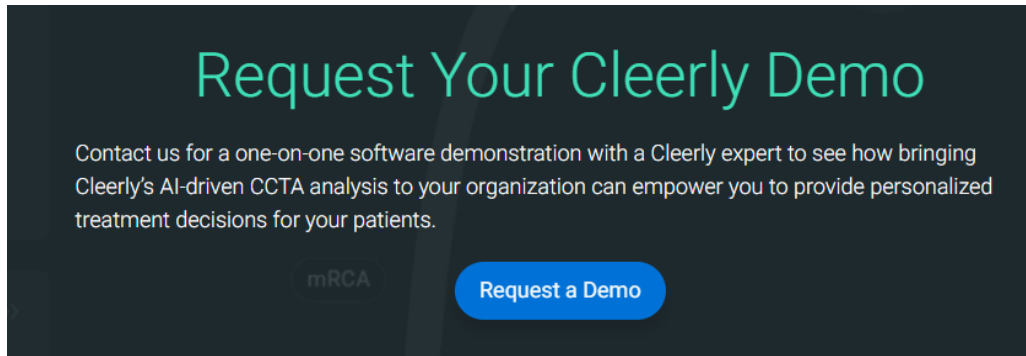 Request Your Cleerly Demo
Contact us for a one-on-one software demonstration with a Cleerly expert to see how bringing
Cleerly's AI-driven CCTA analysis to your organization can empower you to provide personalized
treatment decisions for your patients.
mRCA
Request a Demo